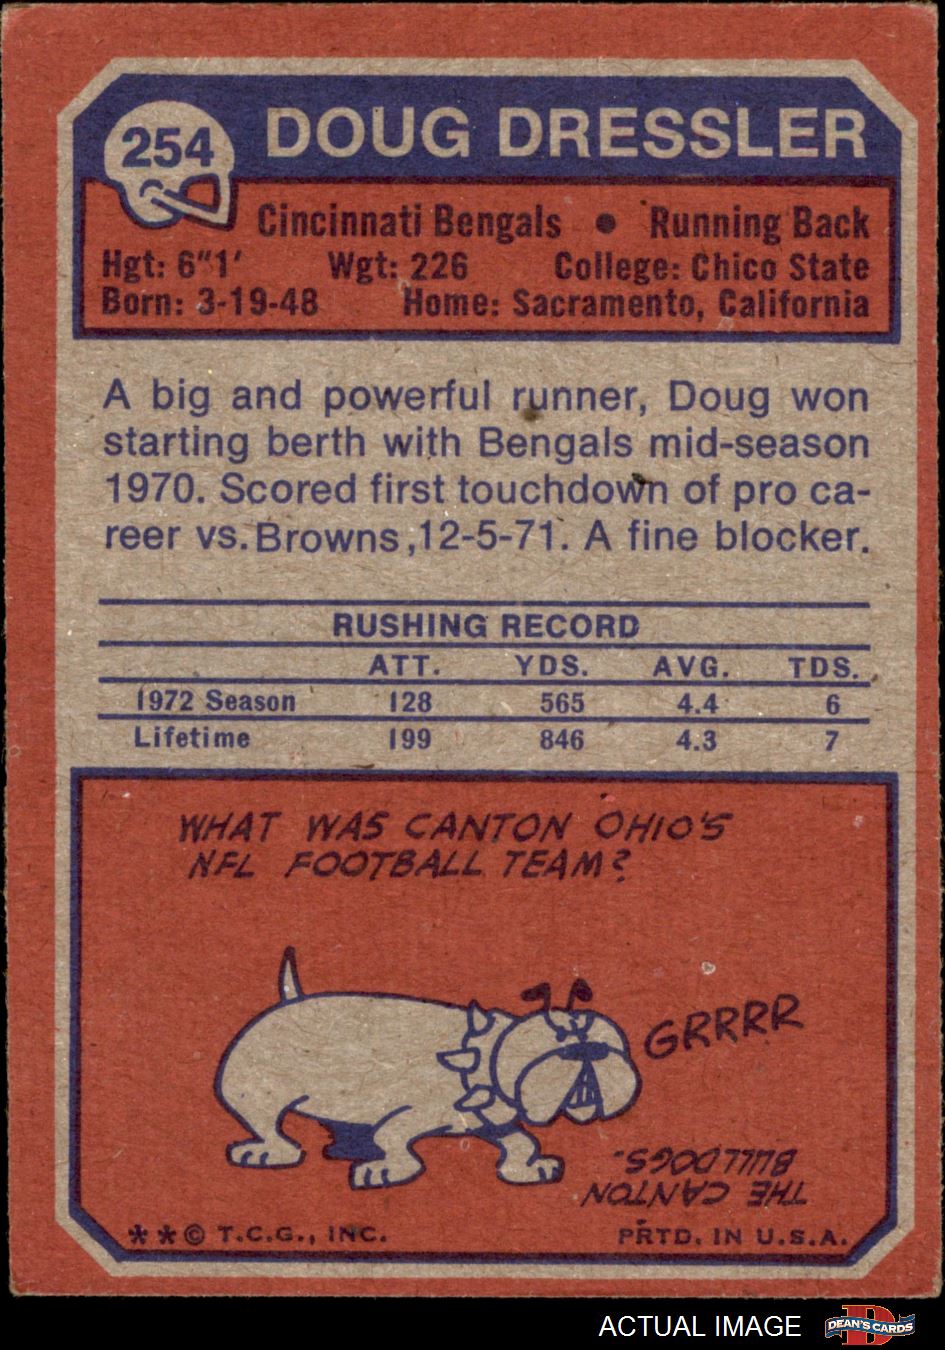 254
DOUG DRESSLER
Cincinnati Bengals • Running Back
Hgt: 6"1' Wgt: 226 College: Chico State
Born: 3-19-48 Home: Sacramento, California
A big and powerful runner, Doug won
starting berth with Bengals mid-season
1970. Scored first touchdown of pro ca-
reer vs. Browns, 12-5-71. A fine blocker.
RUSHING RECORD
ATT. YDS. AVG. TDS.
1972 Season 128 565 4.4 6
Lifetime 199 846 4.3 7
WHAT WAS CANTON OHIO'S
NFL FOOTBALL TEAM?
GRRRR
THE CANTON
BULLDOGS.
** © T.C.G., INC. PRTD. IN U.S.A.
ACTUAL IMAGE
D
DEAN'S CARDS